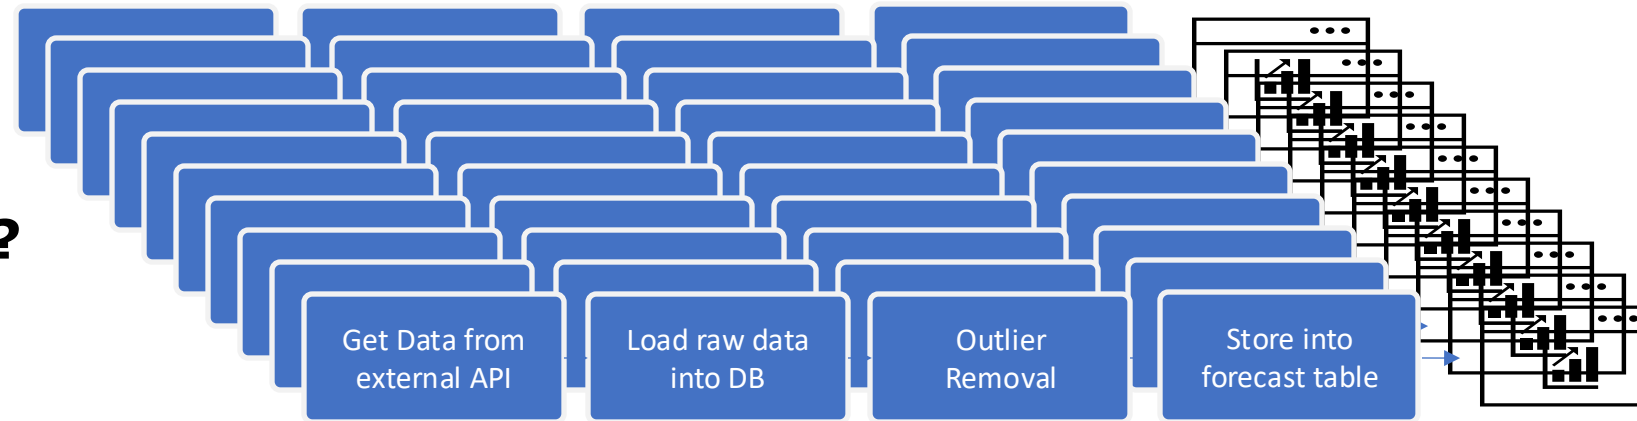 ?
Get Data from
external API
Load raw data
into DB
Outlier
Removal
Store into
forecast table